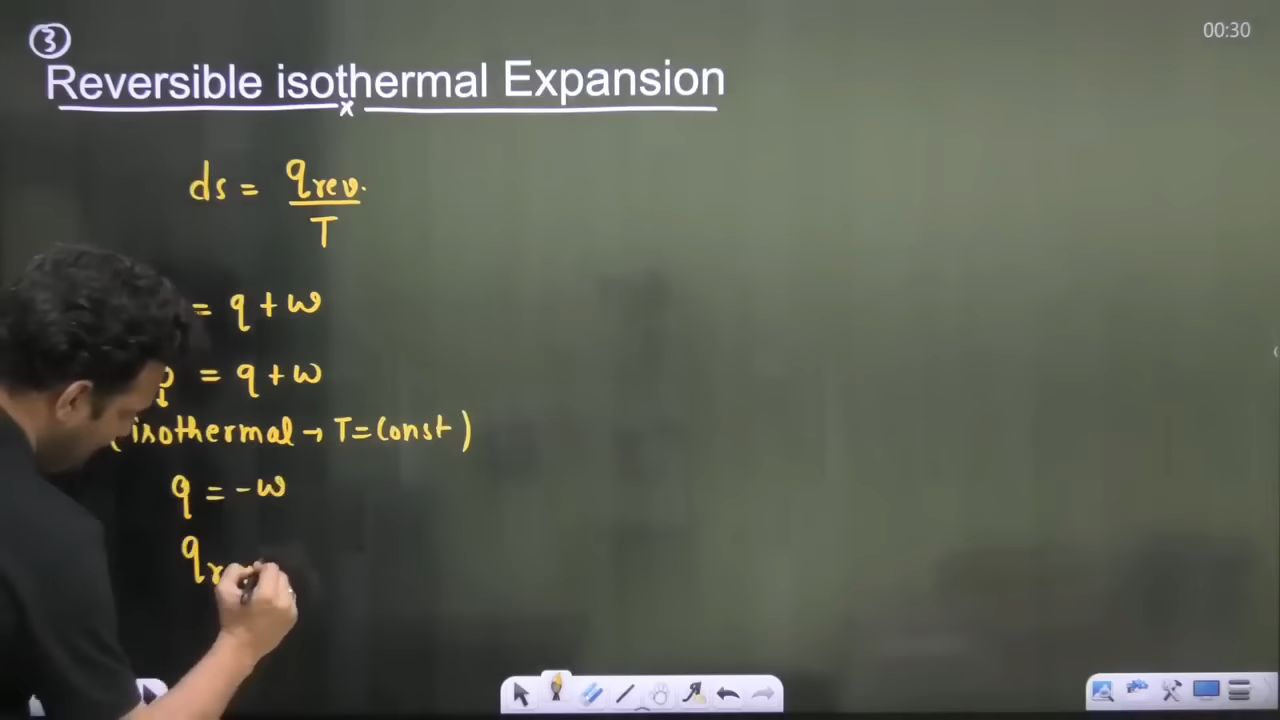 00:30
③
Reversible isothermal Expansion
x
ds = qrev.
T
= q + w
= q + w
(isothermal → T = Const)
q = -w
q